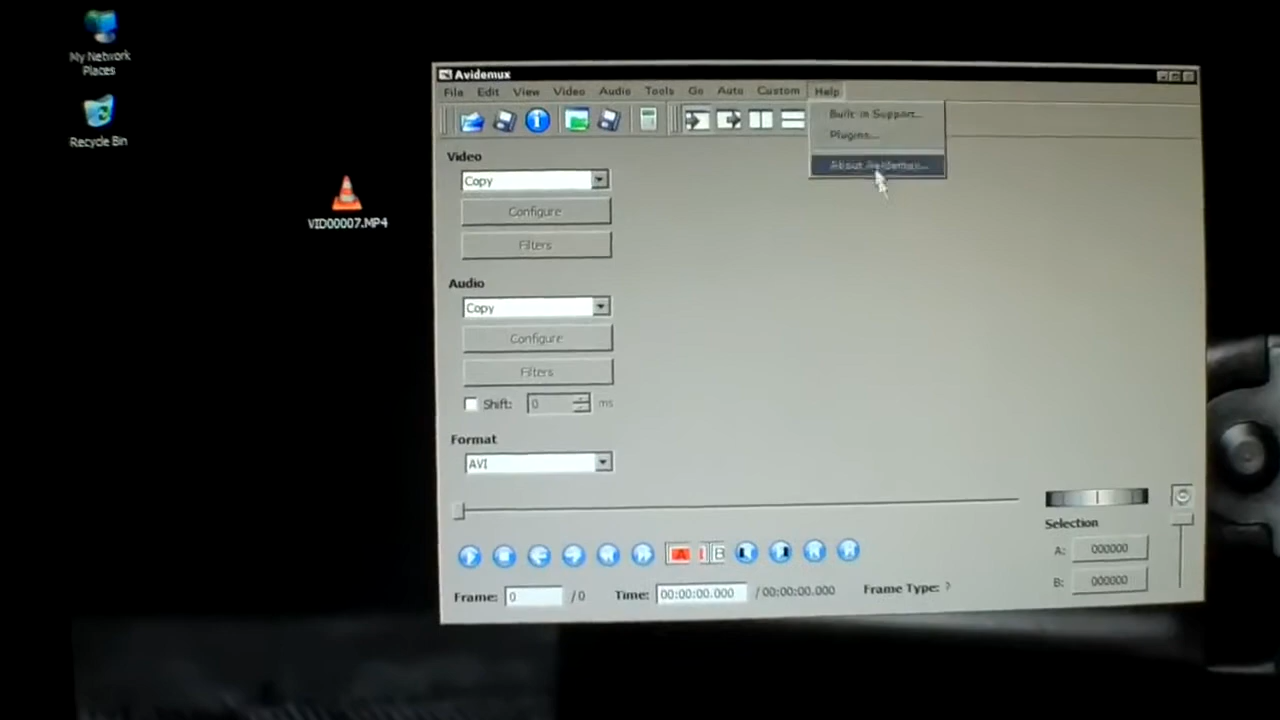 My Network
Places
Recycle Bin
VID00007.MP4
Avidemux
File Edit View Video Audio Tools Go Auto Custom Help
Built-in Support...
Plugins...
About Avidemux...
Video
Copy
Configure
Filters
Audio
Copy
Configure
Filters
Shift: 0 ms
Format
AVI
Selection
A: 000000
B: 000000
A B
Frame: 0 / 0 Time: 00:00:00.000 / 00:00:00.000 Frame Type: ?